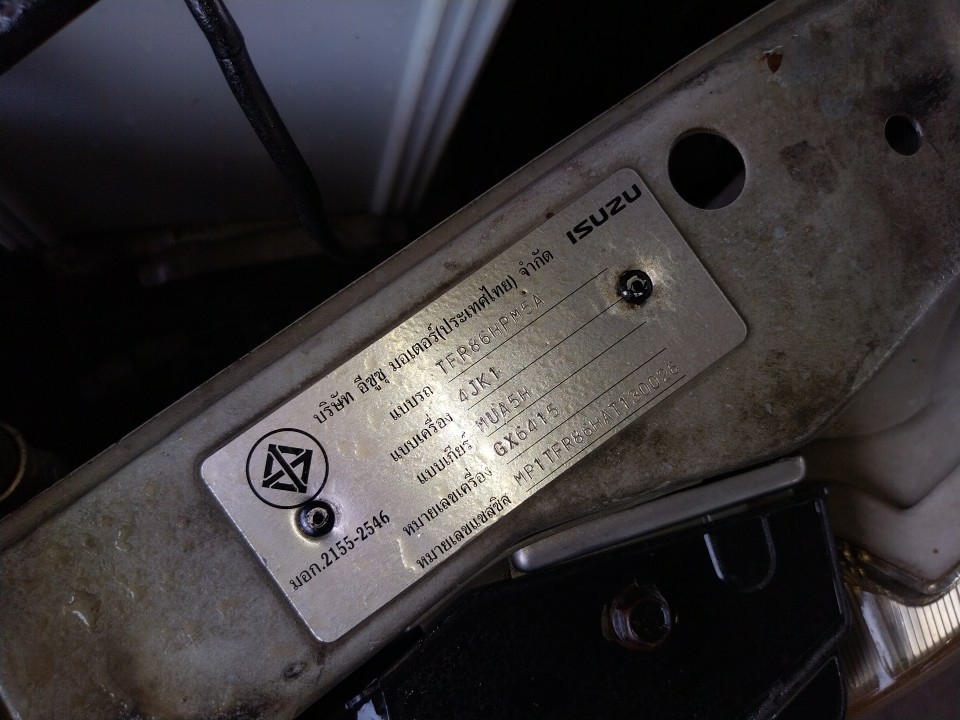 ISUZU
บริษัท อีซูซุ มอเตอร์(ประเทศไทย) จำกัด
แบบรถ TFR86HPM5A
แบบเครื่อง 4JK1
แบบเกียร์ MUA5H
หมายเลขเครื่อง GX6415
หมายเลขแชสซิส MP1TFR86HAT130026
มอก.2155-2546